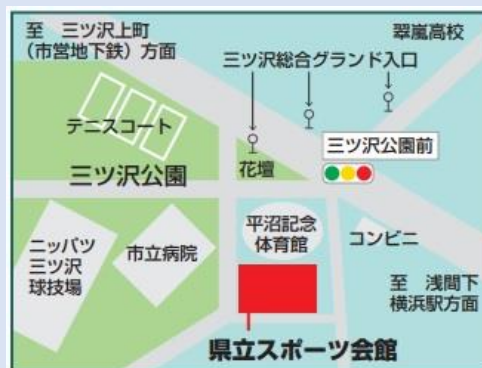 至　三ツ沢上町
（市営地下鉄）方面
翠嵐高校
三ツ沢総合グランド入口
テニスコート
三ツ沢公園前
三ツ沢公園
花壇
ニッパツ
三ツ沢
球技場
市立病院
平沼記念
体育館
コンビニ
至　浅間下
横浜駅方面
県立スポーツ会館